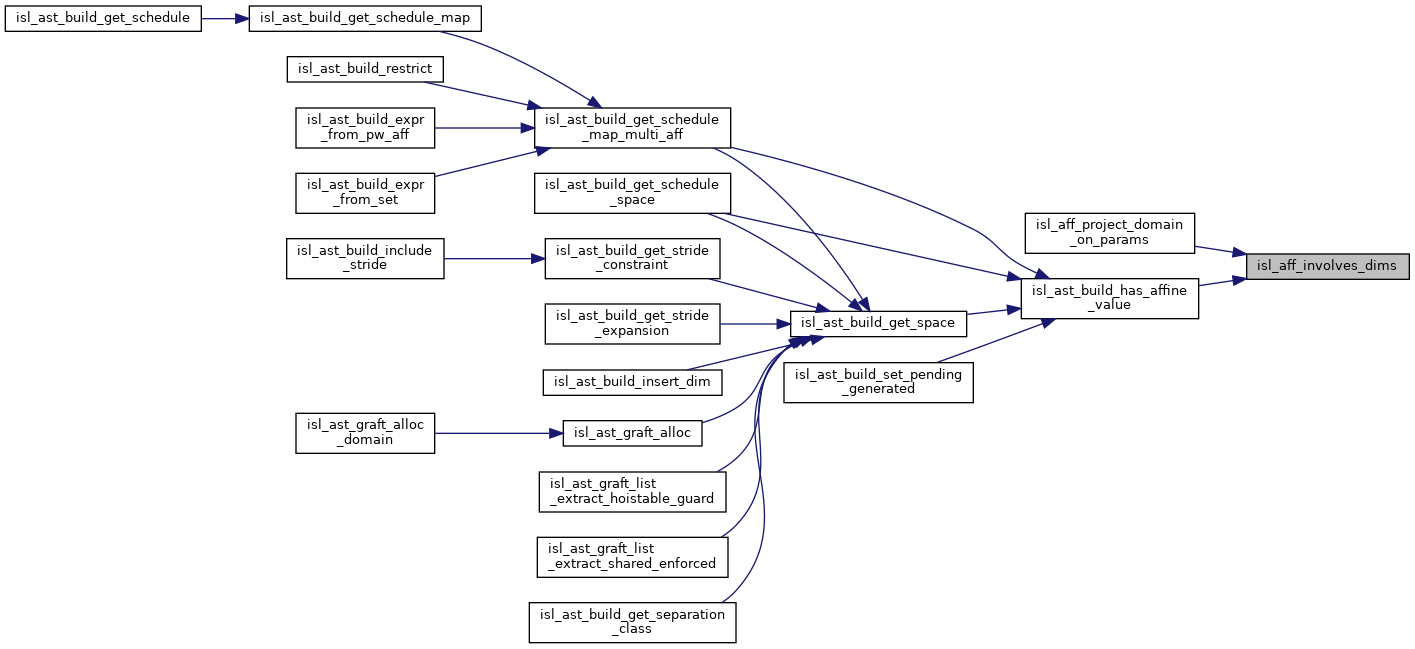 isl_ast_build_get_schedule
isl_ast_build_get_schedule_map
isl_ast_build_restrict
isl_ast_build_expr
_from_pw_aff
isl_ast_build_get_schedule
_map_multi_aff
isl_ast_build_expr
_from_set
isl_ast_build_get_schedule
_space
isl_aff_project_domain
_on_params
isl_ast_build_include
_stride
isl_ast_build_get_stride
_constraint
isl_aff_involves_dims
isl_ast_build_has_affine
_value
isl_ast_build_get_stride
_expansion
isl_ast_build_get_space
isl_ast_build_insert_dim
isl_ast_build_set_pending
_generated
isl_ast_graft_alloc
_domain
isl_ast_graft_alloc
isl_ast_graft_list
_extract_hoistable_guard
isl_ast_graft_list
_extract_shared_enforced
isl_ast_build_get_separation
_class